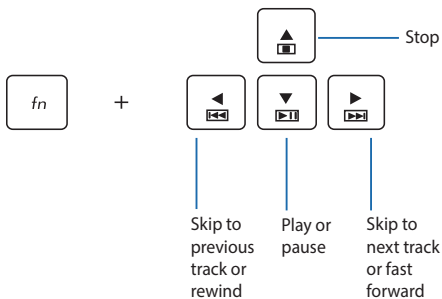 Stop
fn +
Skip to
previous
track or
rewind
Play or
pause
Skip to
next track
or fast
forward